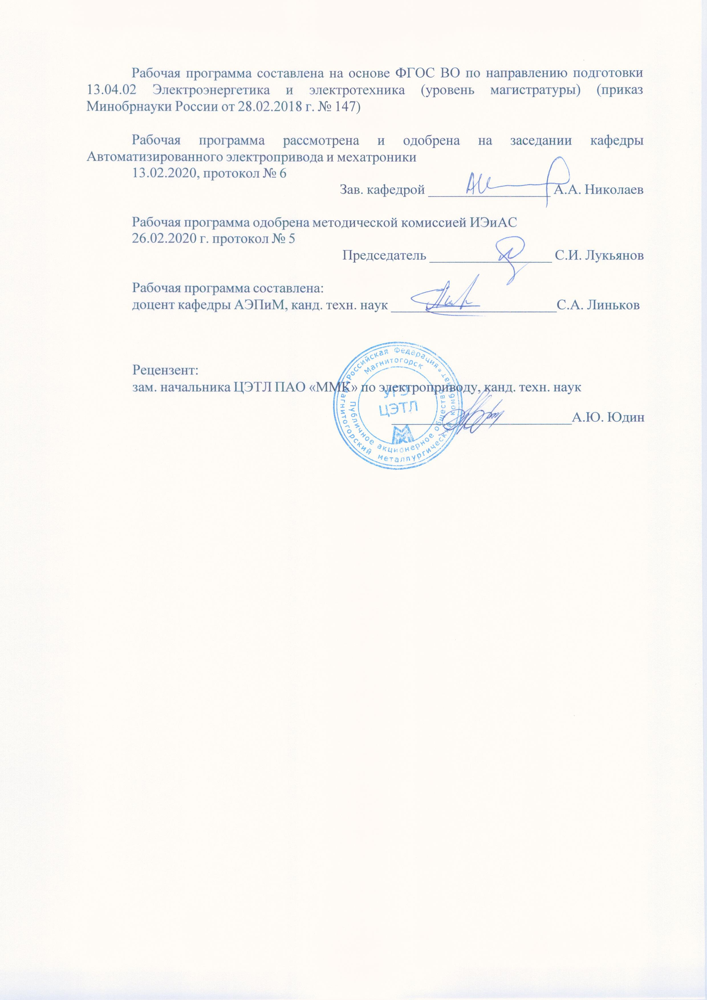 Рабочая программа составлена на основе ФГОС ВО по направлению подготовки
13.04.02 Электроэнергетика и электротехника (уровень магистратуры) (приказ
Минобрнауки России от 28.02.2018 г. № 147)
Рабочая программа рассмотрена и одобрена на заседании кафедры
Автоматизированного электропривода и мехатроники
13.02.2020, протокол № 6
Зав. кафедрой А.А. Николаев
Рабочая программа одобрена методической комиссией ИЭиАС
26.02.2020 г. протокол № 5
Председатель С.И. Лукьянов
Рабочая программа составлена:
доцент кафедры АЭПиМ, канд. техн. наук С.А. Линьков
Рецензент:
зам. начальника ЦЭТЛ ПАО «ММК» по электроприводу, канд. техн. наук
А.Ю. Юдин
*Российская Федерация*
Магнитогорск
Магнитогорский металлургический комбинат
Публичное акционерное общество
УГЭ
ЦЭТЛ